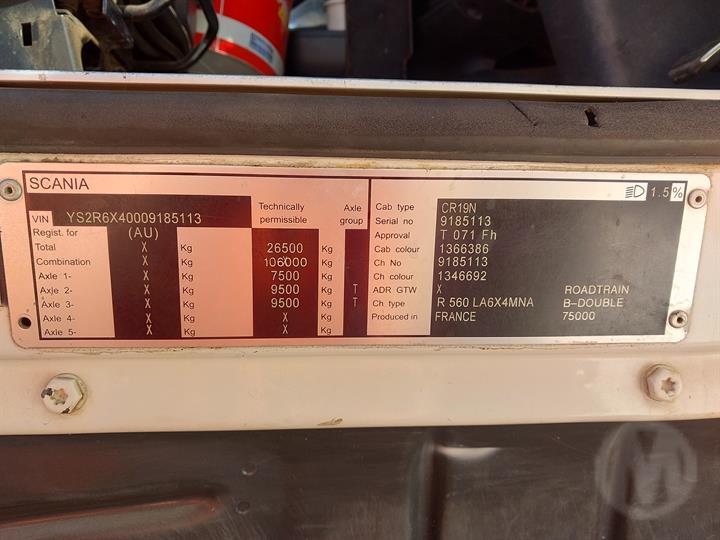 SCANIA 1.5%
VIN YS2R6X40009185113 Technically permissible Axle group
Regist. for (AU)
Total X Kg 26500 Kg
Combination X Kg 106000 Kg
Axle 1- X Kg 7500 Kg
Axle 2- X Kg 9500 Kg T
Axle 3- X Kg 9500 Kg T
Axle 4- X Kg X Kg
Axle 5- X Kg X Kg
Cab type CR19N
Serial no 9185113
Approval T 071 Fh
Cab colour 1366386
Ch No 9185113
Ch colour 1346692
ADR GTW X ROADTRAIN
Ch type R 560 LA6X4MNA B-DOUBLE
Produced in FRANCE 75000
M